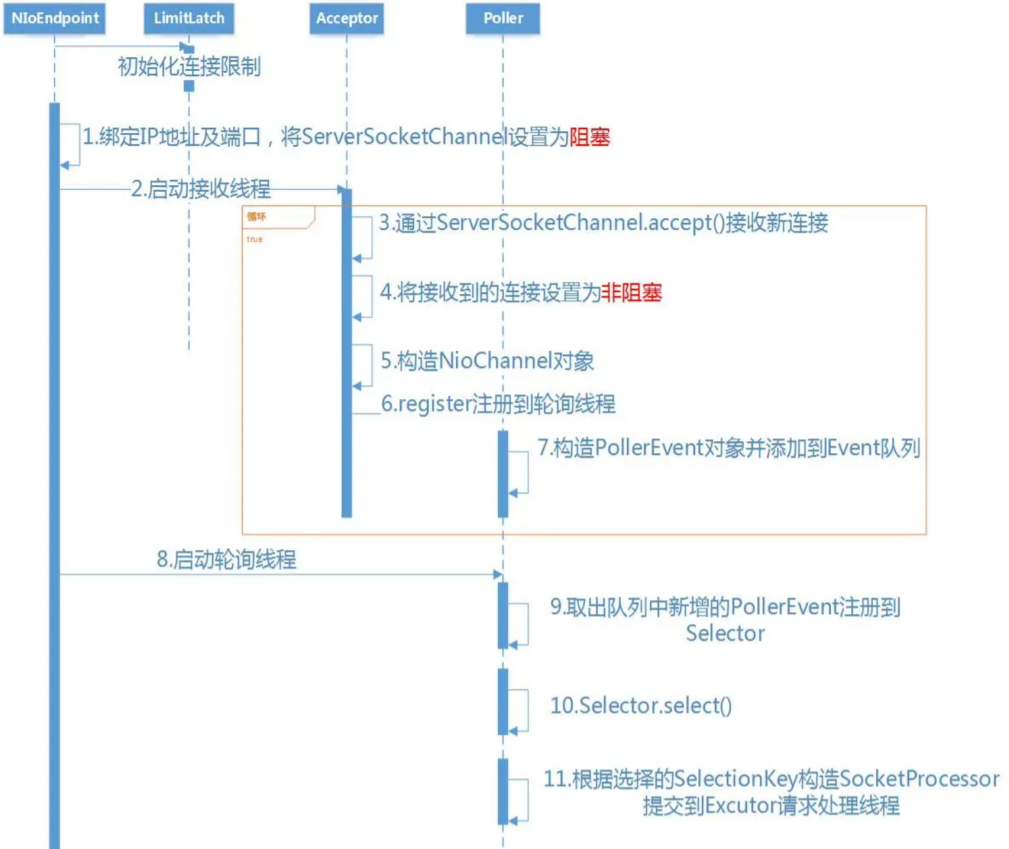 NIoEndpoint
LimitLatch
Acceptor
Poller
初始化连接限制
1.绑定IP地址及端口，将ServerSocketChannel设置为阻塞
2.启动接收线程
循环
true
3.通过ServerSocketChannel.accept()接收新连接
4.将接收到的连接设置为非阻塞
5.构造NioChannel对象
6.register注册到轮询线程
7.构造PollerEvent对象并添加到Event队列
8.启动轮询线程
9.取出队列中新增的PollerEvent注册到
Selector
10.Selector.select()
11.根据选择的SelectionKey构造SocketProcessor
提交到Excutor请求处理线程